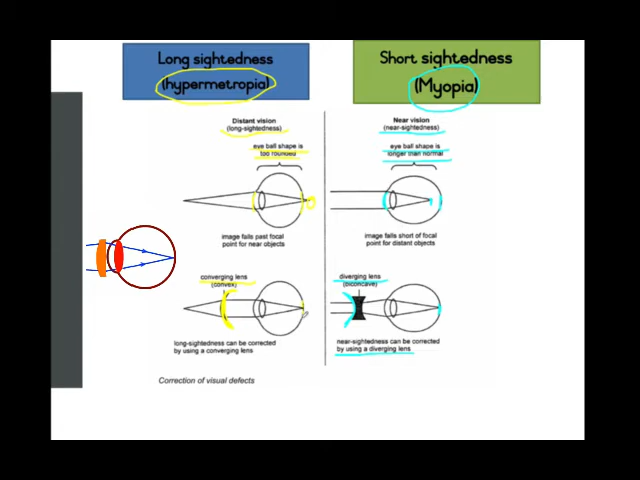 Long sightedness
(hypermetropia)
Short sightedness
(Myopia)
Distant vision
(long-sightedness)
eye ball shape is
too rounded
image falls past focal
point for near objects
converging lens
(convex)
long-sightedness can be corrected
by using a converging lens
Near vision
(near-sightedness)
eye ball shape is
longer than normal
image falls short of focal
point for distant objects
diverging lens
(biconcave)
near-sightedness can be corrected
by using a diverging lens
Correction of visual defects